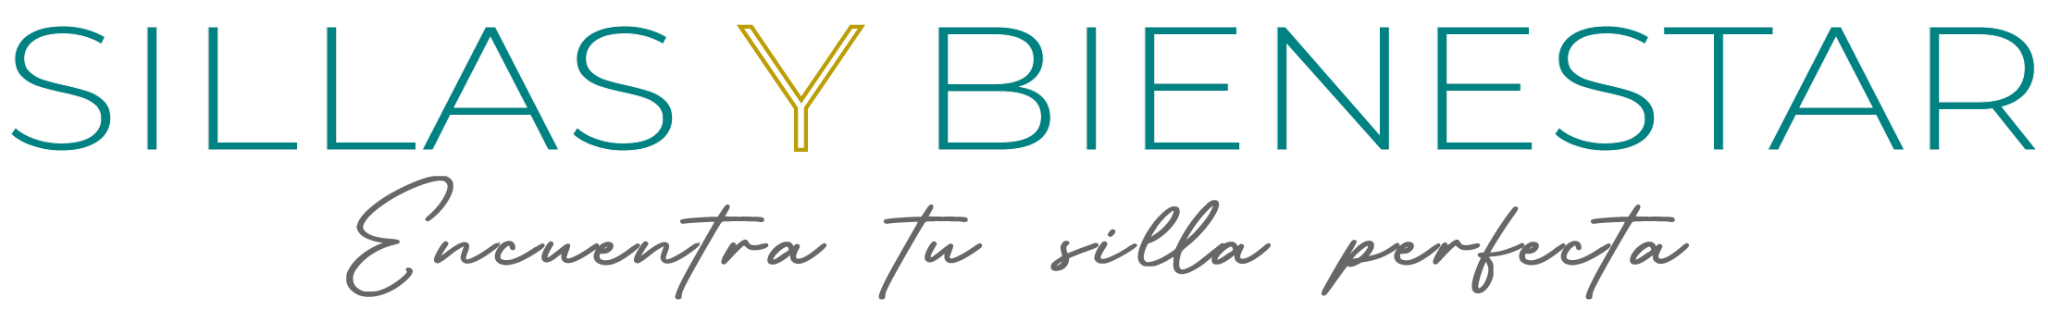 SILLAS Y BIENESTAR
Encuentra tu silla perfecta